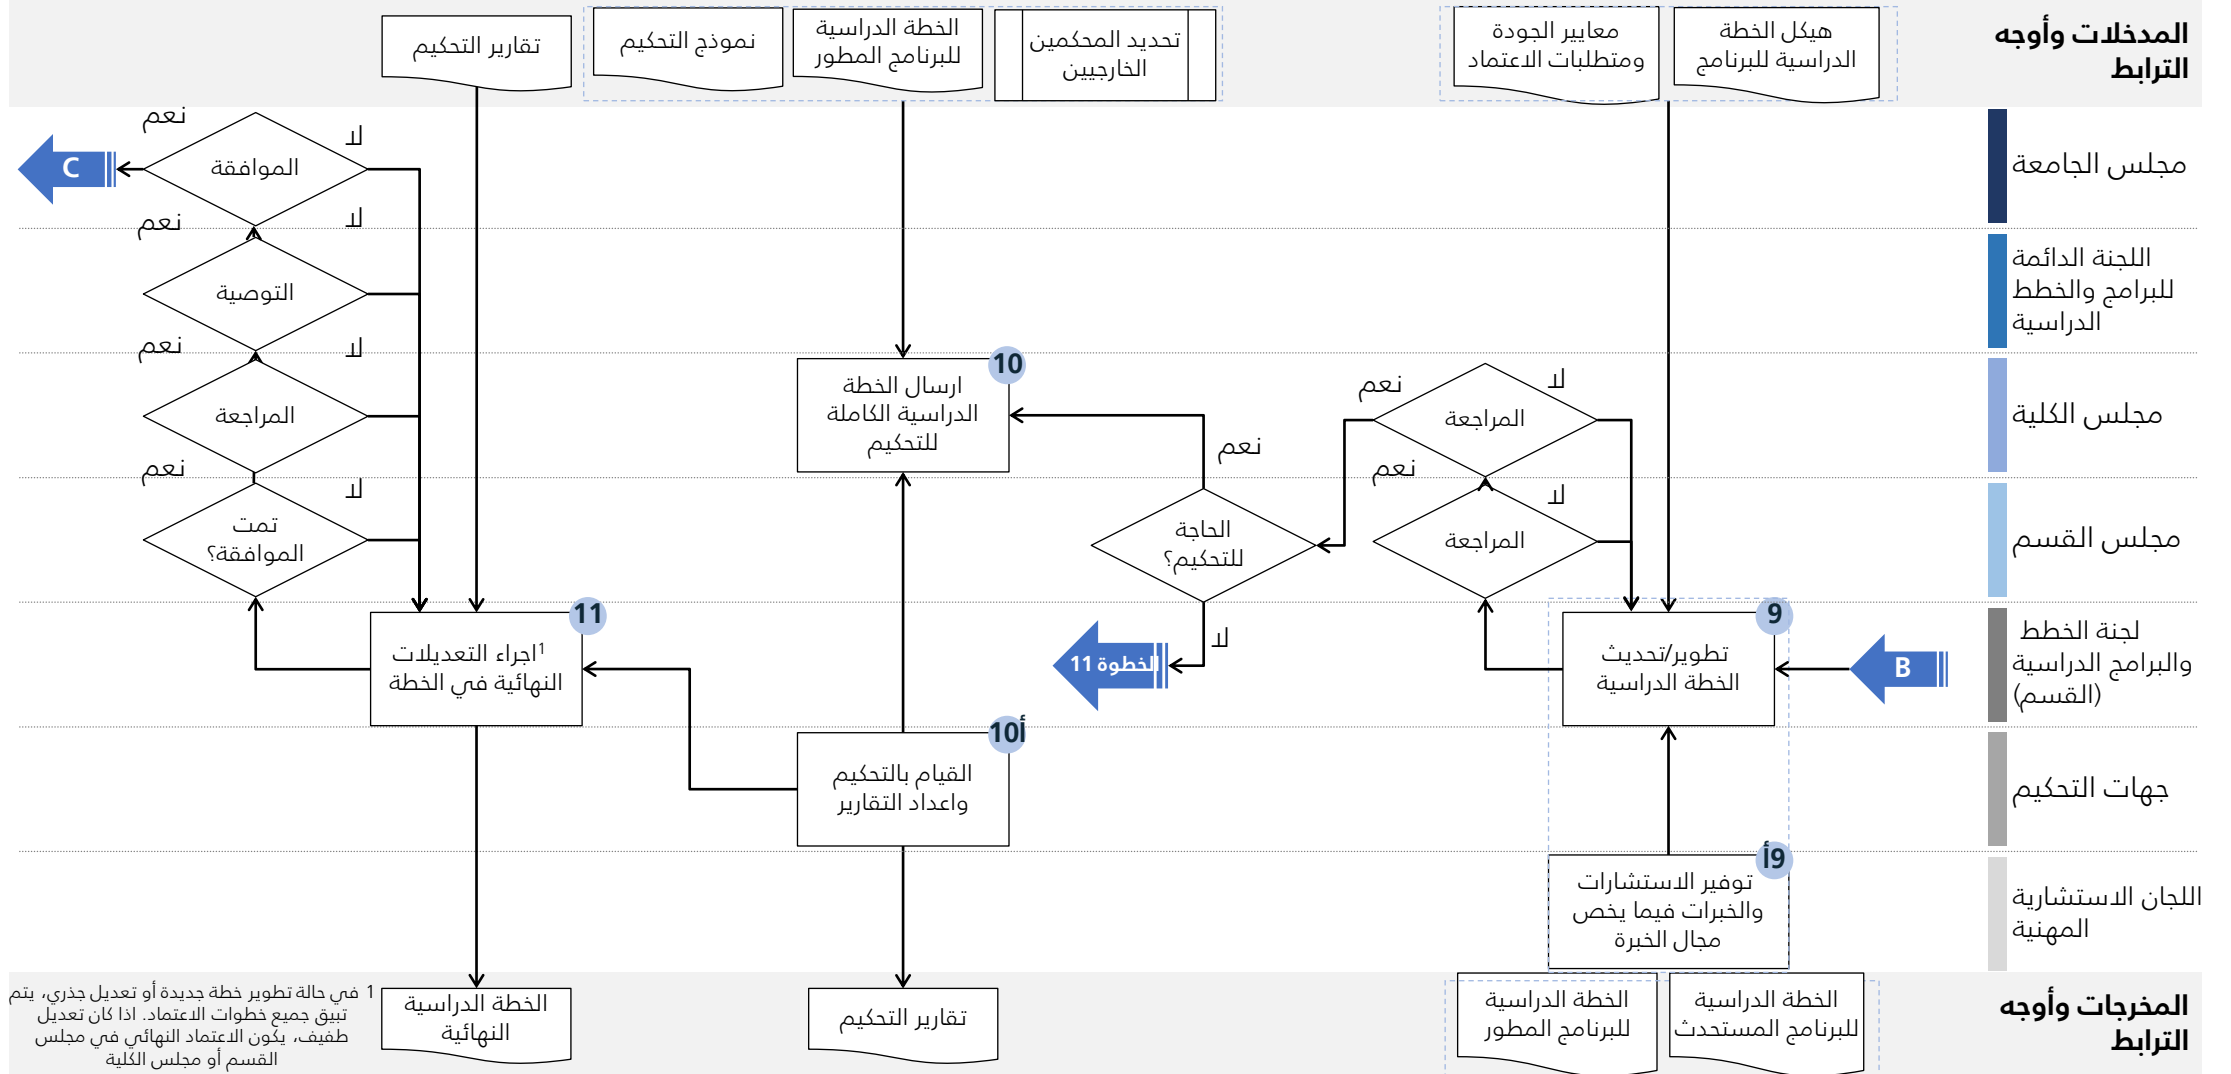 المدخلات وأوجه
الترابط
هيكل الخطة
الدراسية للبرنامج
معايير الجودة
ومتطلبات الاعتماد
تحديد المحكمين
الخارجيين
الخطة الدراسية
للبرنامج المطور
نموذج التحكيم
تقارير التحكيم
مجلس الجامعة
لا
الموافقة
نعم
C
اللجنة الدائمة
للبرامج والخطط
الدراسية
لا
التوصية
نعم
مجلس الكلية
لا
المراجعة
نعم
10
ارسال الخطة
الدراسية الكاملة
للتحكيم
لا
المراجعة
نعم
مجلس القسم
لا
المراجعة
نعم
نعم
الحاجة
للتحكيم؟
لا
لا
تمت
الموافقة؟
نعم
لجنة الخطط
والبرامج الدراسية
(القسم)
B
9
تطوير/تحديث
الخطة الدراسية
الخطوة 11
11
اجراء التعديلات1
النهائية في الخطة
جهات التحكيم
10أ
القيام بالتحكيم
واعداد التقارير
اللجان الاستشارية
المهنية
9أ
توفير الاستشارات
والخبرات فيما يخص
مجال الخبرة
المخرجات وأوجه
الترابط
الخطة الدراسية
للبرنامج المستحدث
الخطة الدراسية
للبرنامج المطور
تقارير التحكيم
الخطة الدراسية
النهائية
1 في حالة تطوير خطة جديدة أو تعديل جذري، يتم
تبيق جميع خطوات الاعتماد. اذا كان تعديل
طفيف، يكون الاعتماد النهائي في مجلس
القسم أو مجلس الكلية